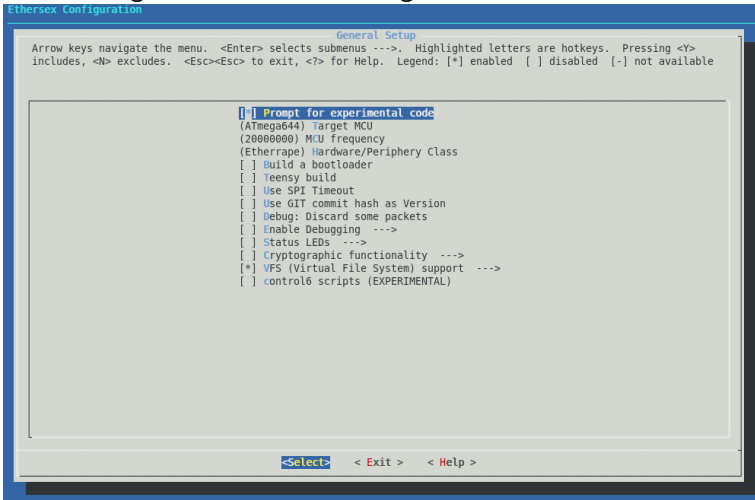 Ethersex Configuration
General Setup
Arrow keys navigate the menu. <Enter> selects submenus --->. Highlighted letters are hotkeys. Pressing <Y>
includes, <N> excludes. <Esc><Esc> to exit, <?> for Help. Legend: [*] enabled [ ] disabled [-] not available
[*] Prompt for experimental code
(ATmega644) Target MCU
(20000000) MCU frequency
(Etherrape) Hardware/Periphery Class
[ ] Build a bootloader
[ ] Teensy build
[ ] Use SPI Timeout
[ ] Use GIT commit hash as Version
[ ] Debug: Discard some packets
[ ] Enable Debugging --->
[ ] Status LEDs --->
[ ] Cryptographic functionality --->
[*] VFS (Virtual File System) support --->
[ ] control6 scripts (EXPERIMENTAL)
<Select> < Exit > < Help >